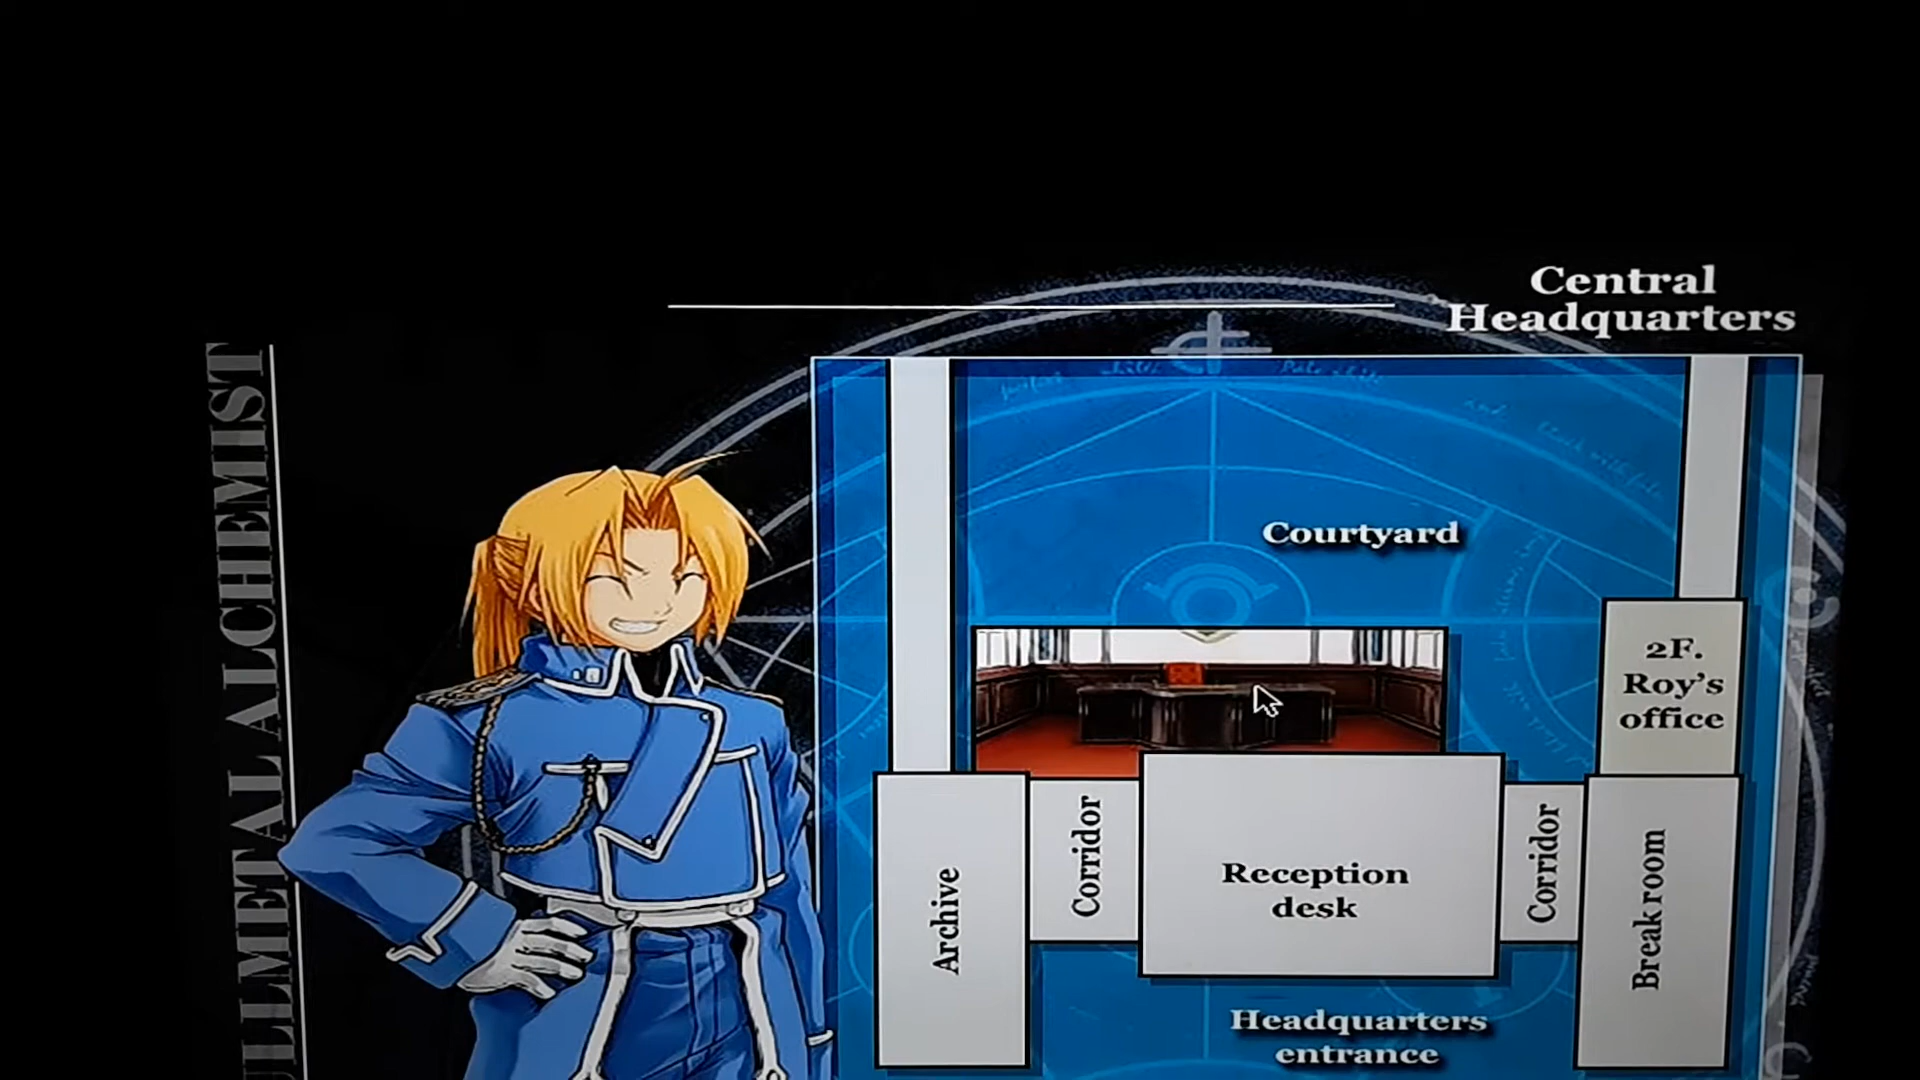 Central
Headquarters
FULLMETAL ALCHEMIST
Courtyard
2F.
Roy's
office
Archive
Corridor
Reception
desk
Corridor
Break room
Headquarters
entrance